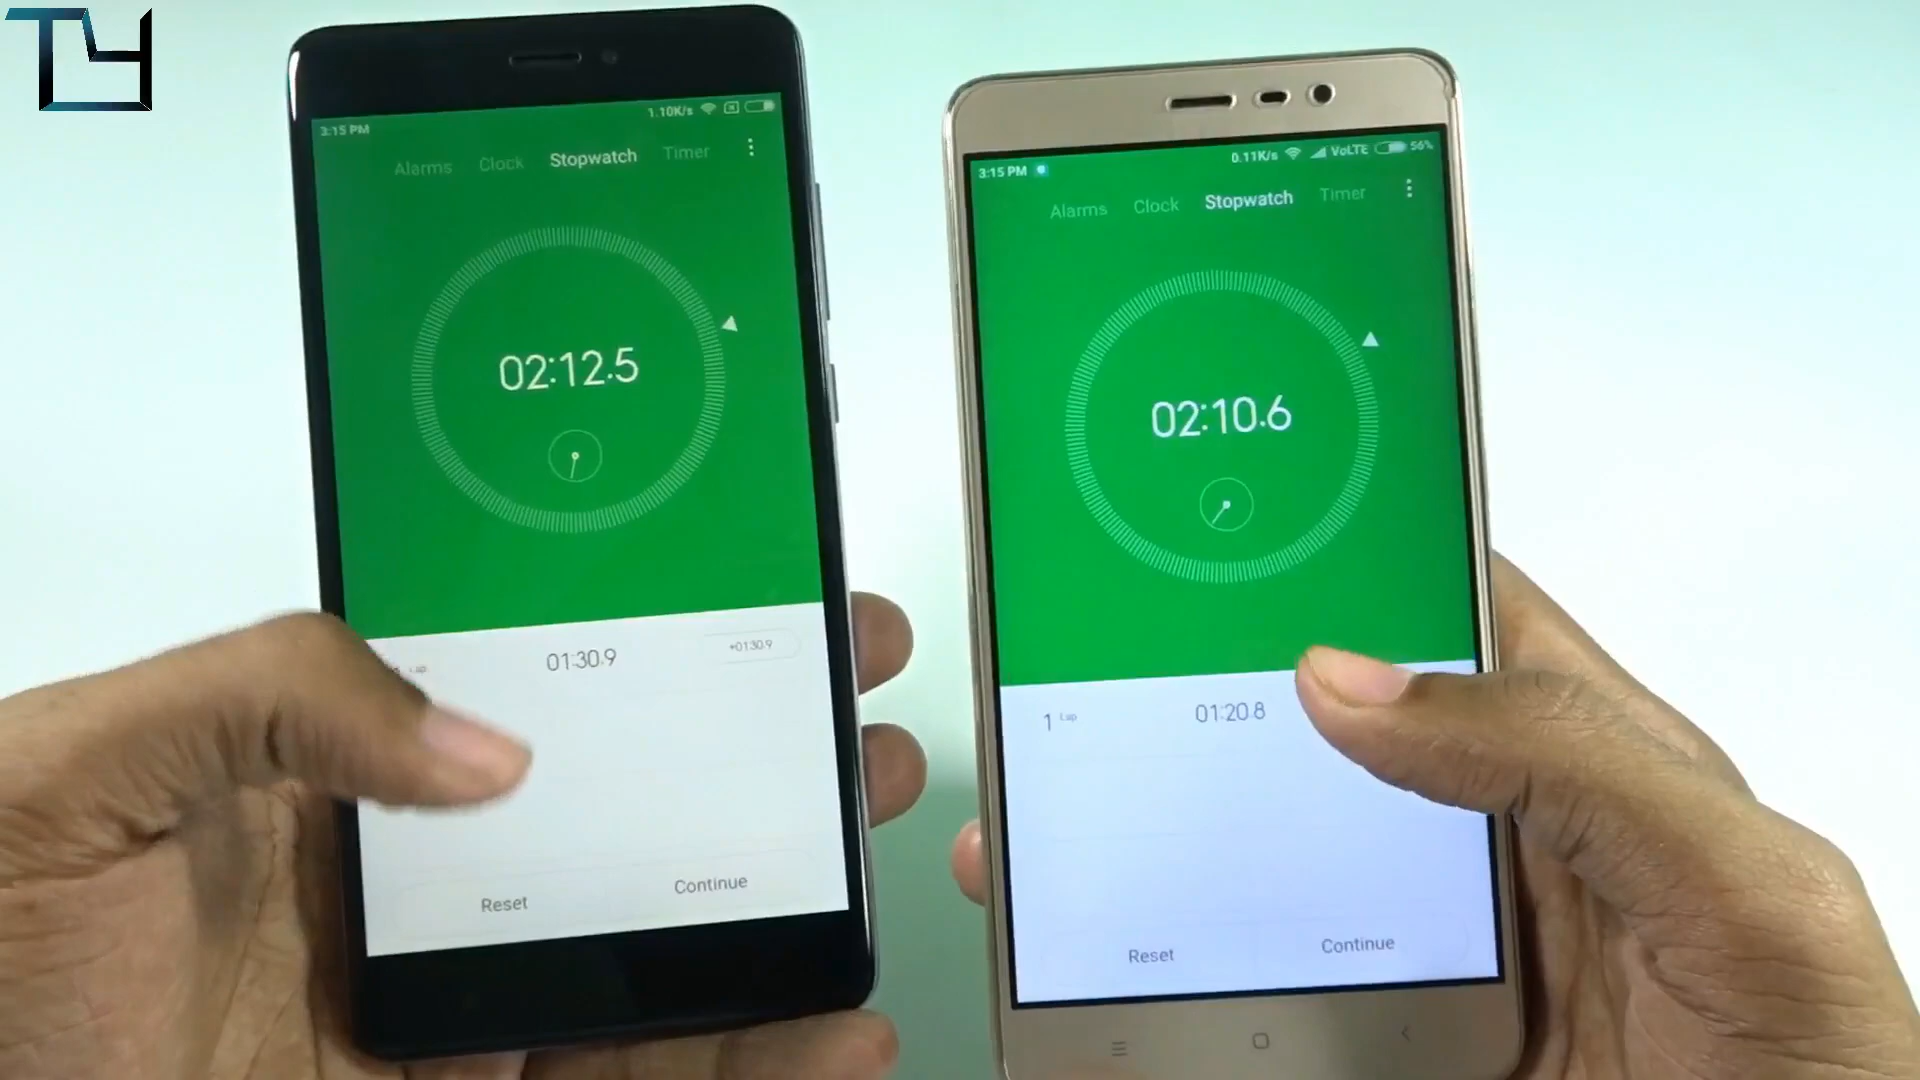 TY
3:15 PM
1.10K/s
Alarms Clock Stopwatch Timer
02:12.5
Lap 01:30.9 +01:30.9
Reset Continue
3:15 PM
0.11K/s VoLTE 56%
Alarms Clock Stopwatch Timer
02:10.6
1 Lap 01:20.8
Reset Continue